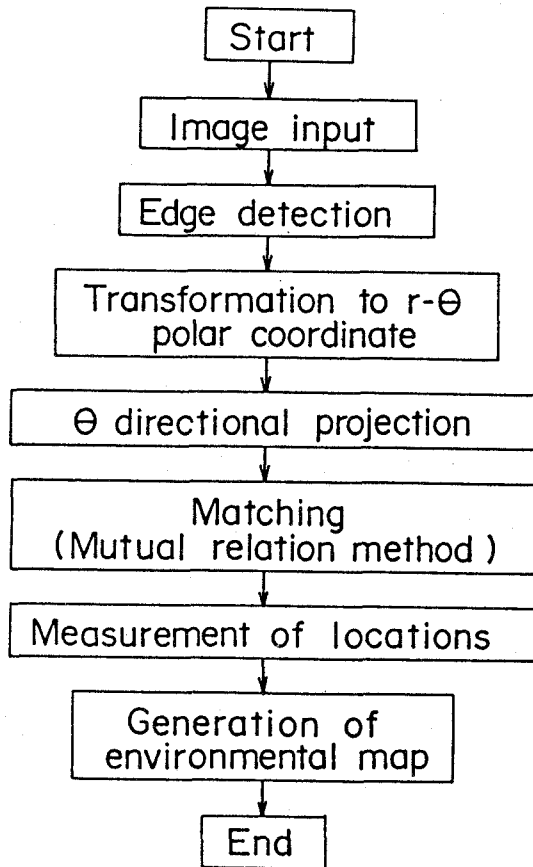 Start
Image input
Edge detection
Transformation to r-θ
polar coordinate
θ directional projection
Matching
(Mutual relation method)
Measurement of locations
Generation of
environmental map
End